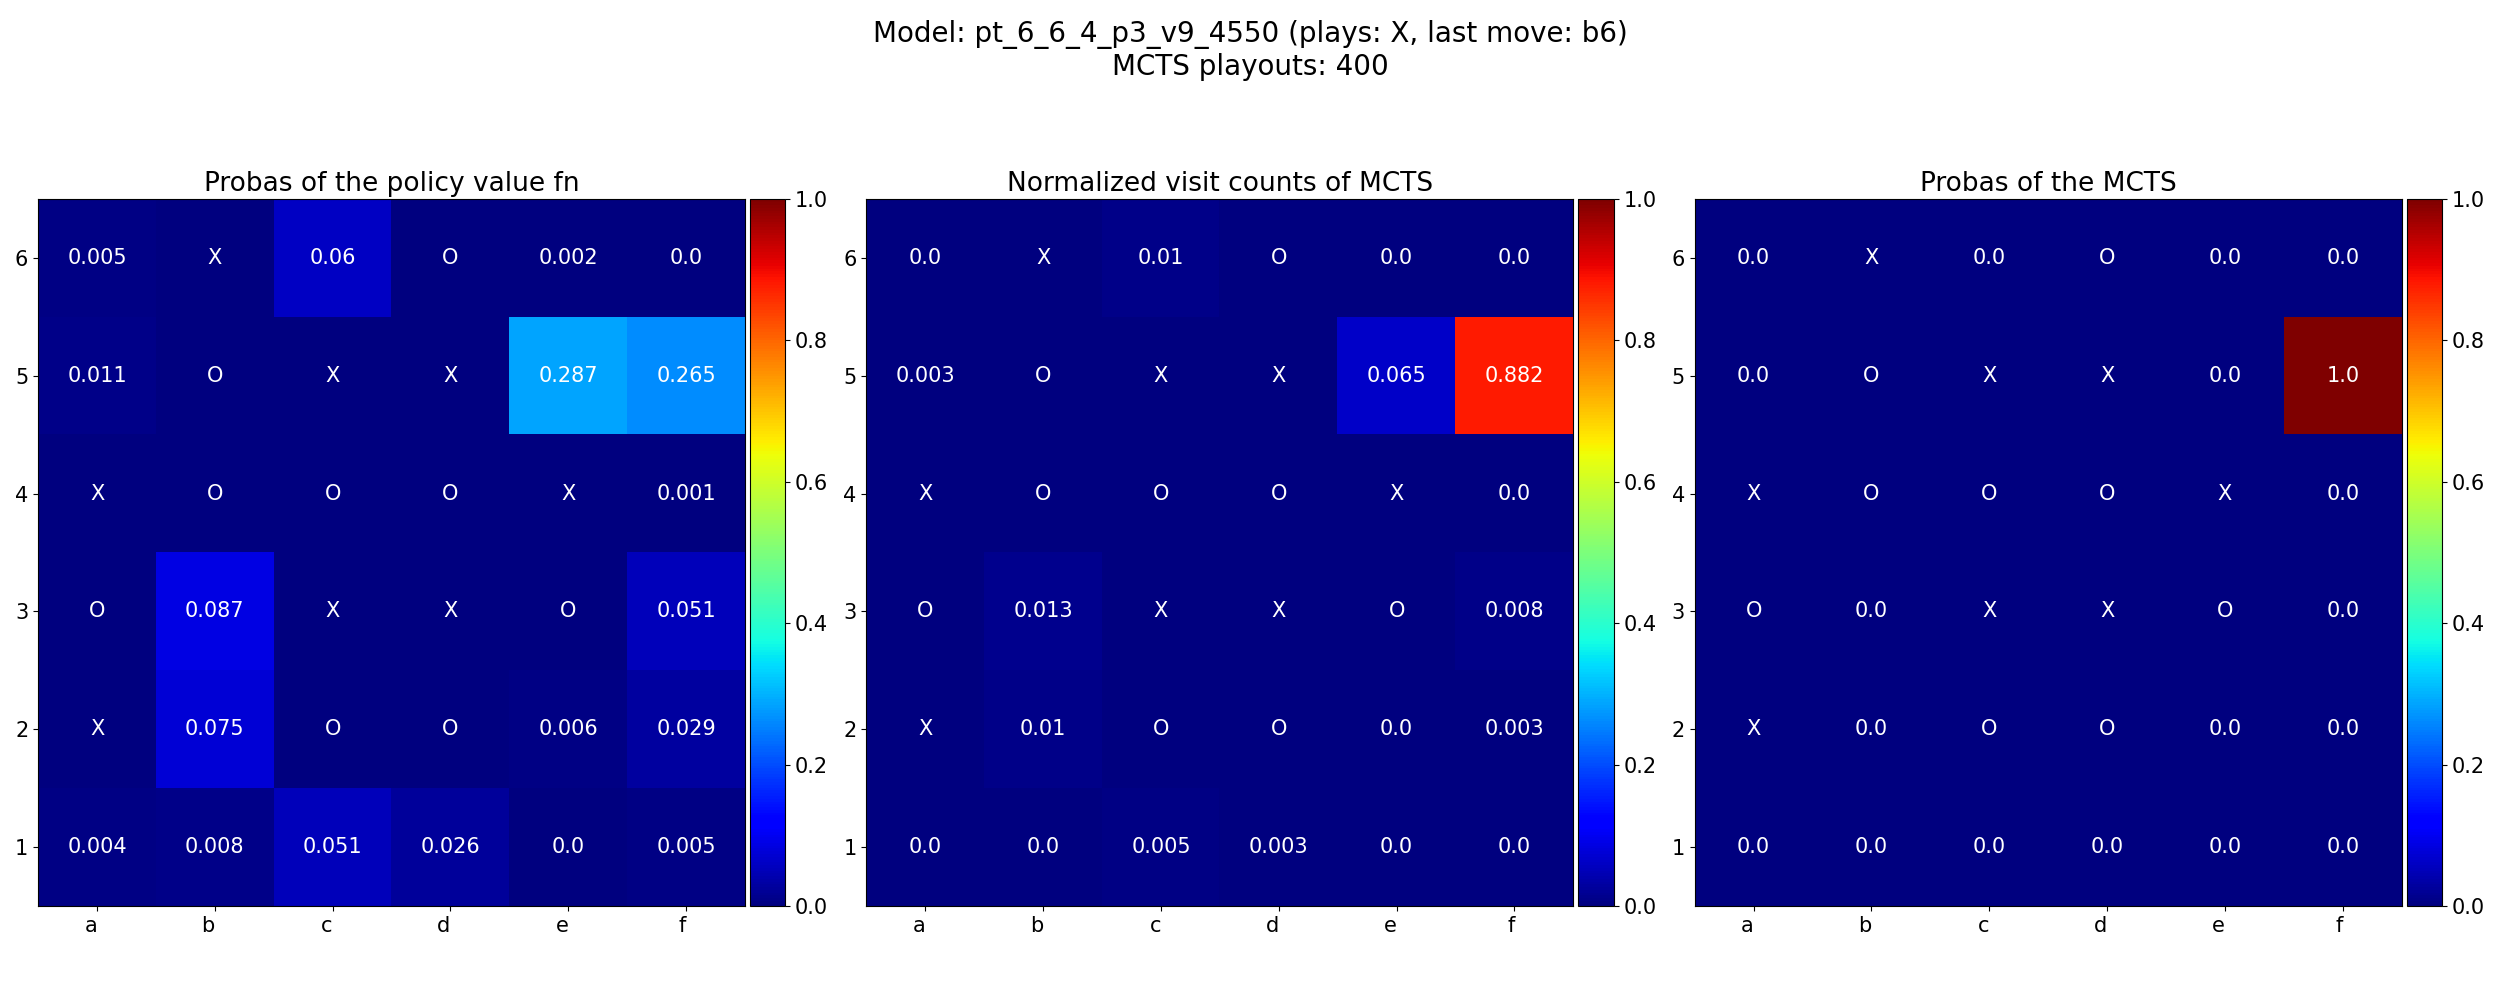 Model: pt_6_6_4_p3_v9_4550 (plays: X, last move: b6)
MCTS playouts: 400
Probas of the policy value fn
6 0.005 X 0.06 O 0.002 0.0
5 0.011 O X X 0.287 0.265
4 X O O O X 0.001
3 O 0.087 X X O 0.051
2 X 0.075 O O 0.006 0.029
1 0.004 0.008 0.051 0.026 0.0 0.005
a b c d e f
1.0
0.8
0.6
0.4
0.2
0.0
Normalized visit counts of MCTS
6 0.0 X 0.01 O 0.0 0.0
5 0.003 O X X 0.065 0.882
4 X O O O X 0.0
3 O 0.013 X X O 0.008
2 X 0.01 O O 0.0 0.003
1 0.0 0.0 0.005 0.003 0.0 0.0
a b c d e f
1.0
0.8
0.6
0.4
0.2
0.0
Probas of the MCTS
6 0.0 X 0.0 O 0.0 0.0
5 0.0 O X X 0.0 1.0
4 X O O O X 0.0
3 O 0.0 X X O 0.0
2 X 0.0 O O 0.0 0.0
1 0.0 0.0 0.0 0.0 0.0 0.0
a b c d e f
1.0
0.8
0.6
0.4
0.2
0.0